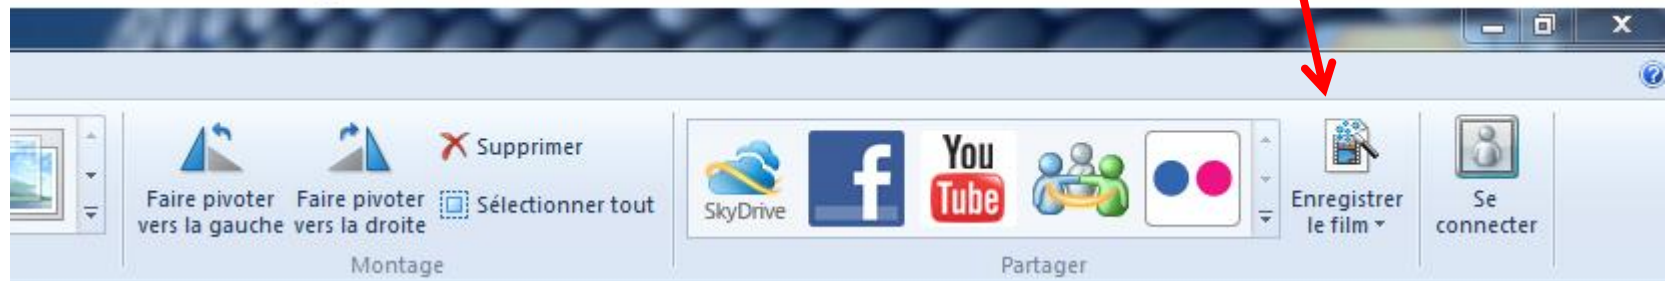 Faire pivoter
vers la gauche
Faire pivoter
vers la droite
Supprimer
Sélectionner tout
Montage
SkyDrive
f
You
Tube
Partager
Enregistrer
le film
Se
connecter